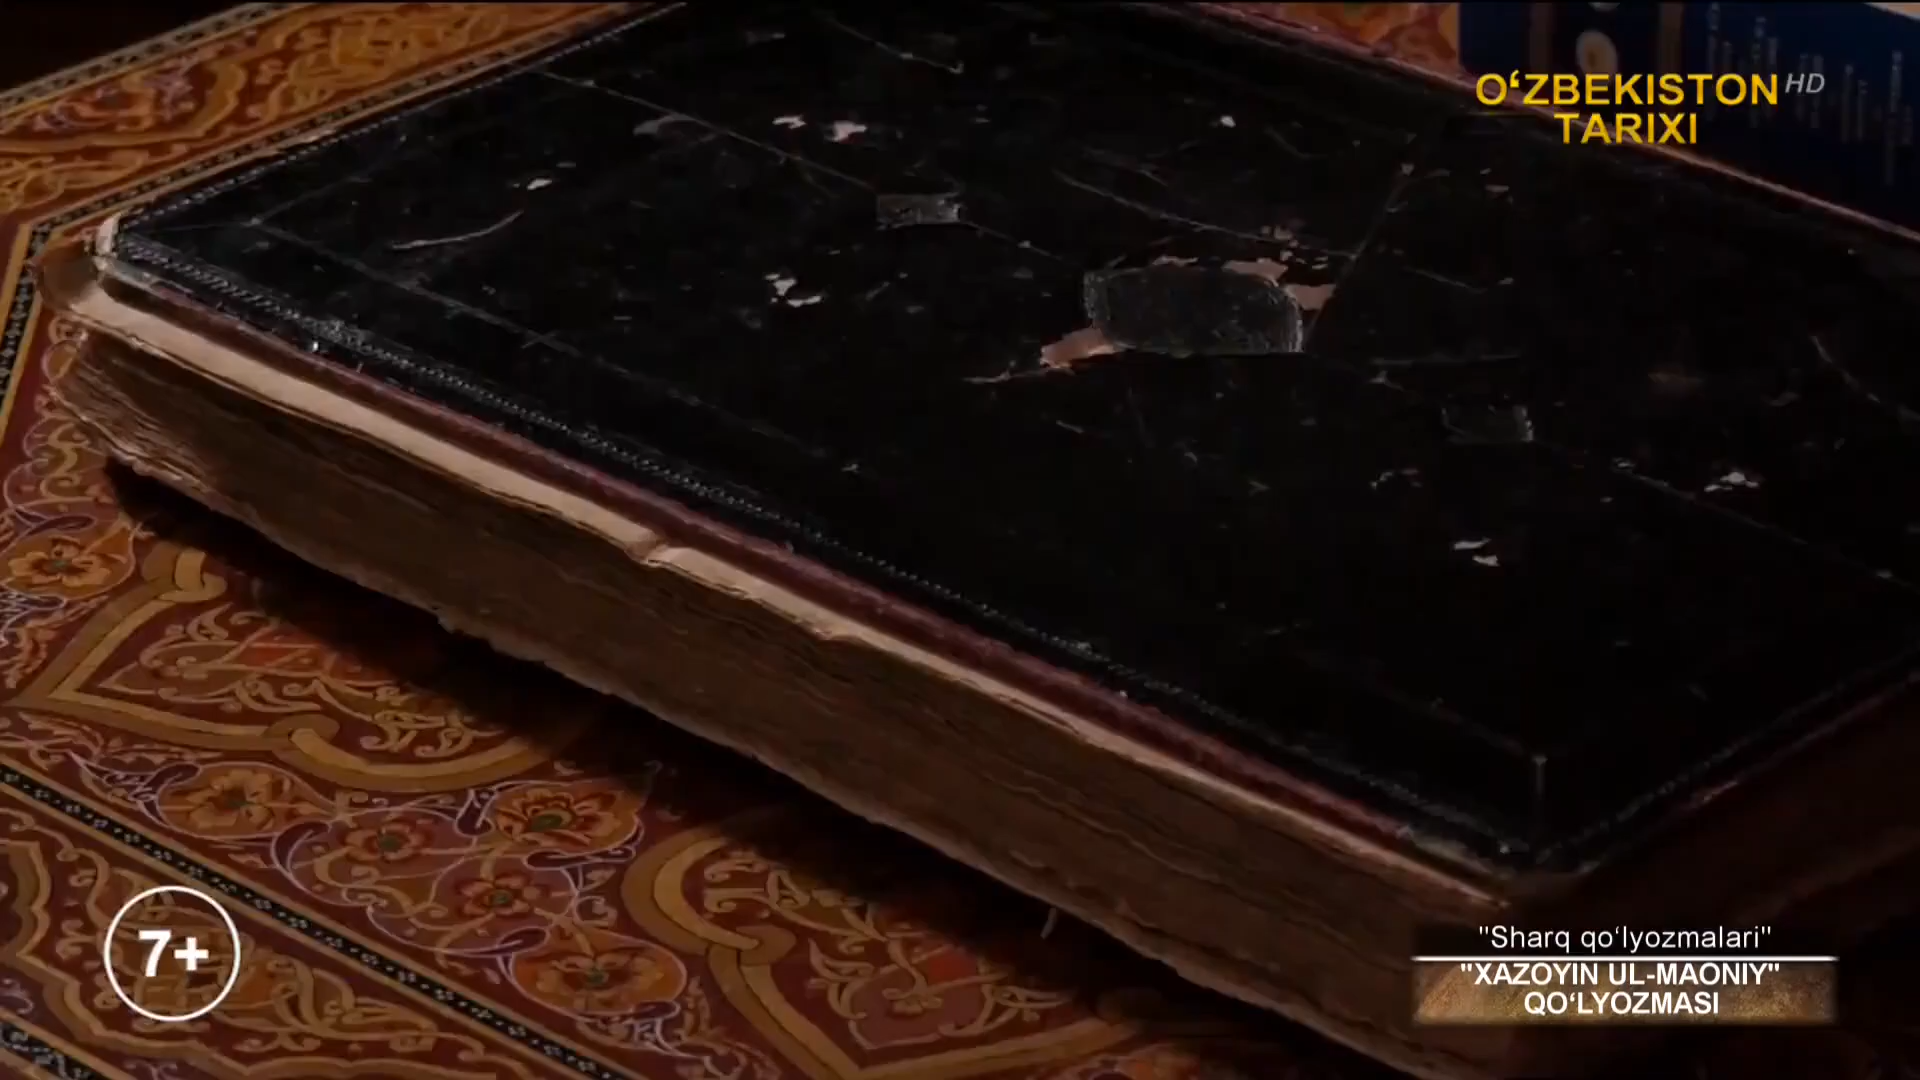 O‘ZBEKISTON HD
TARIXI
7+
"Sharq qo‘lyozmalari"
"XAZOYIN UL-MAONIY"
QO‘LYOZMASI